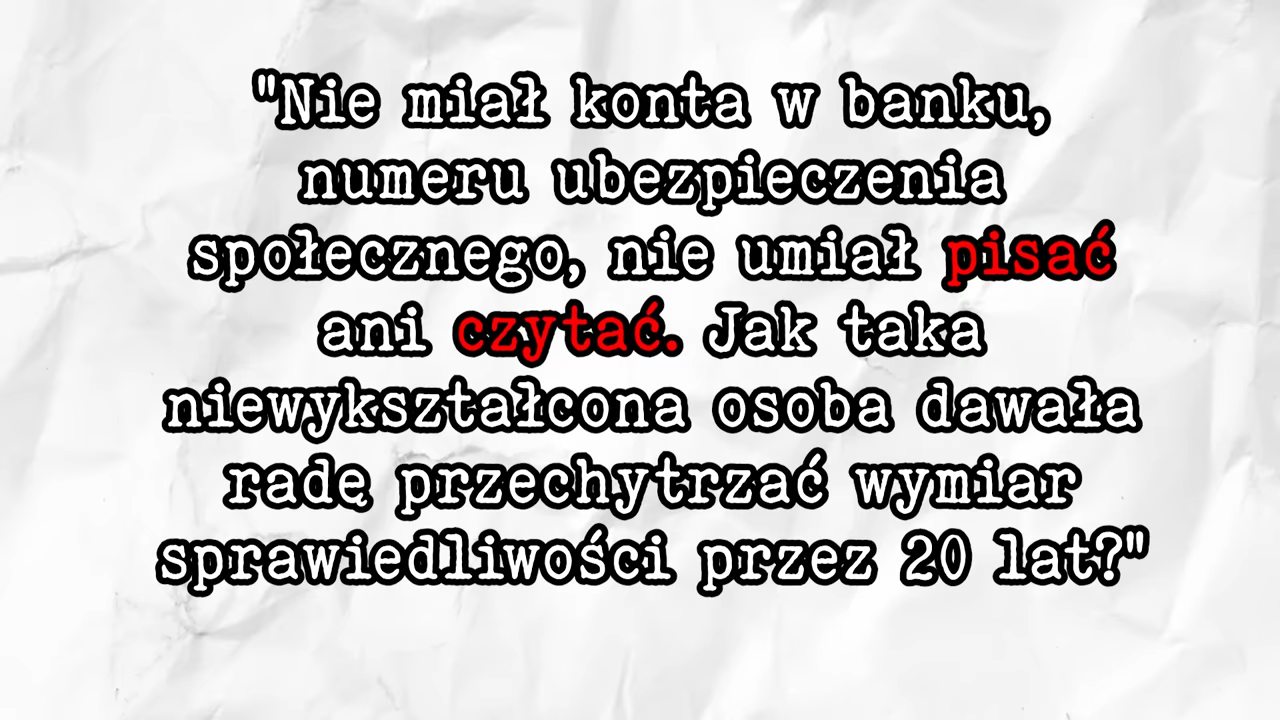 "Nie miał konta w banku,
numeru ubezpieczenia
społecznego, nie umiał pisać
ani czytać. Jak taka
niewykształcona osoba dawała
radę przechytrzać wymiar
sprawiedliwości przez 20 lat?"